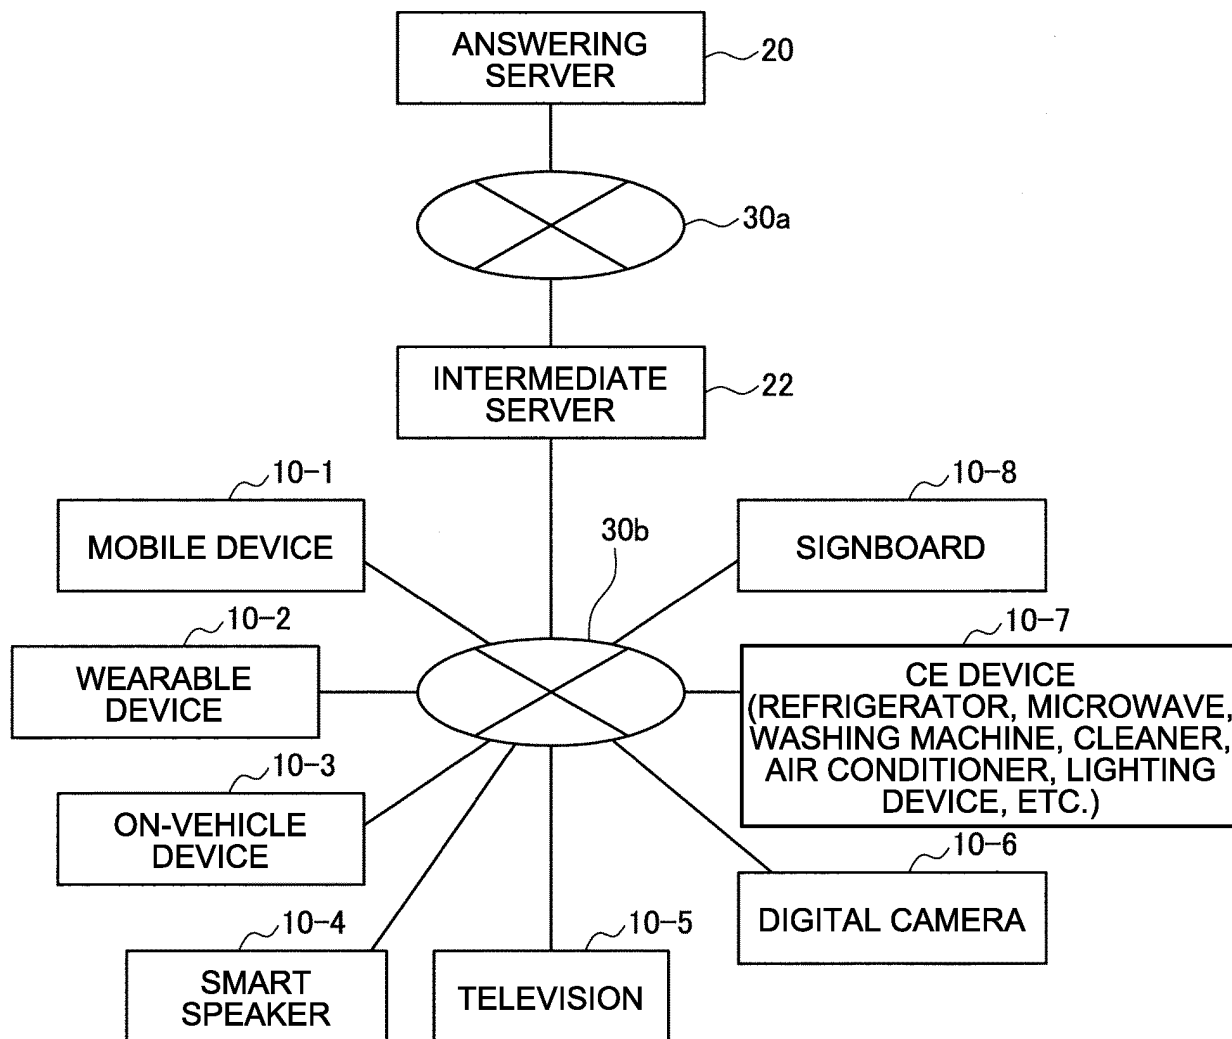 ANSWERING
SERVER
20
30a
INTERMEDIATE
SERVER
22
10-1
MOBILE DEVICE
10-8
SIGNBOARD
30b
10-2
WEARABLE
DEVICE
10-7
CE DEVICE
(REFRIGERATOR, MICROWAVE,
WASHING MACHINE, CLEANER,
AIR CONDITIONER, LIGHTING
DEVICE, ETC.)
10-3
ON-VEHICLE
DEVICE
10-6
DIGITAL CAMERA
10-4
SMART
SPEAKER
10-5
TELEVISION